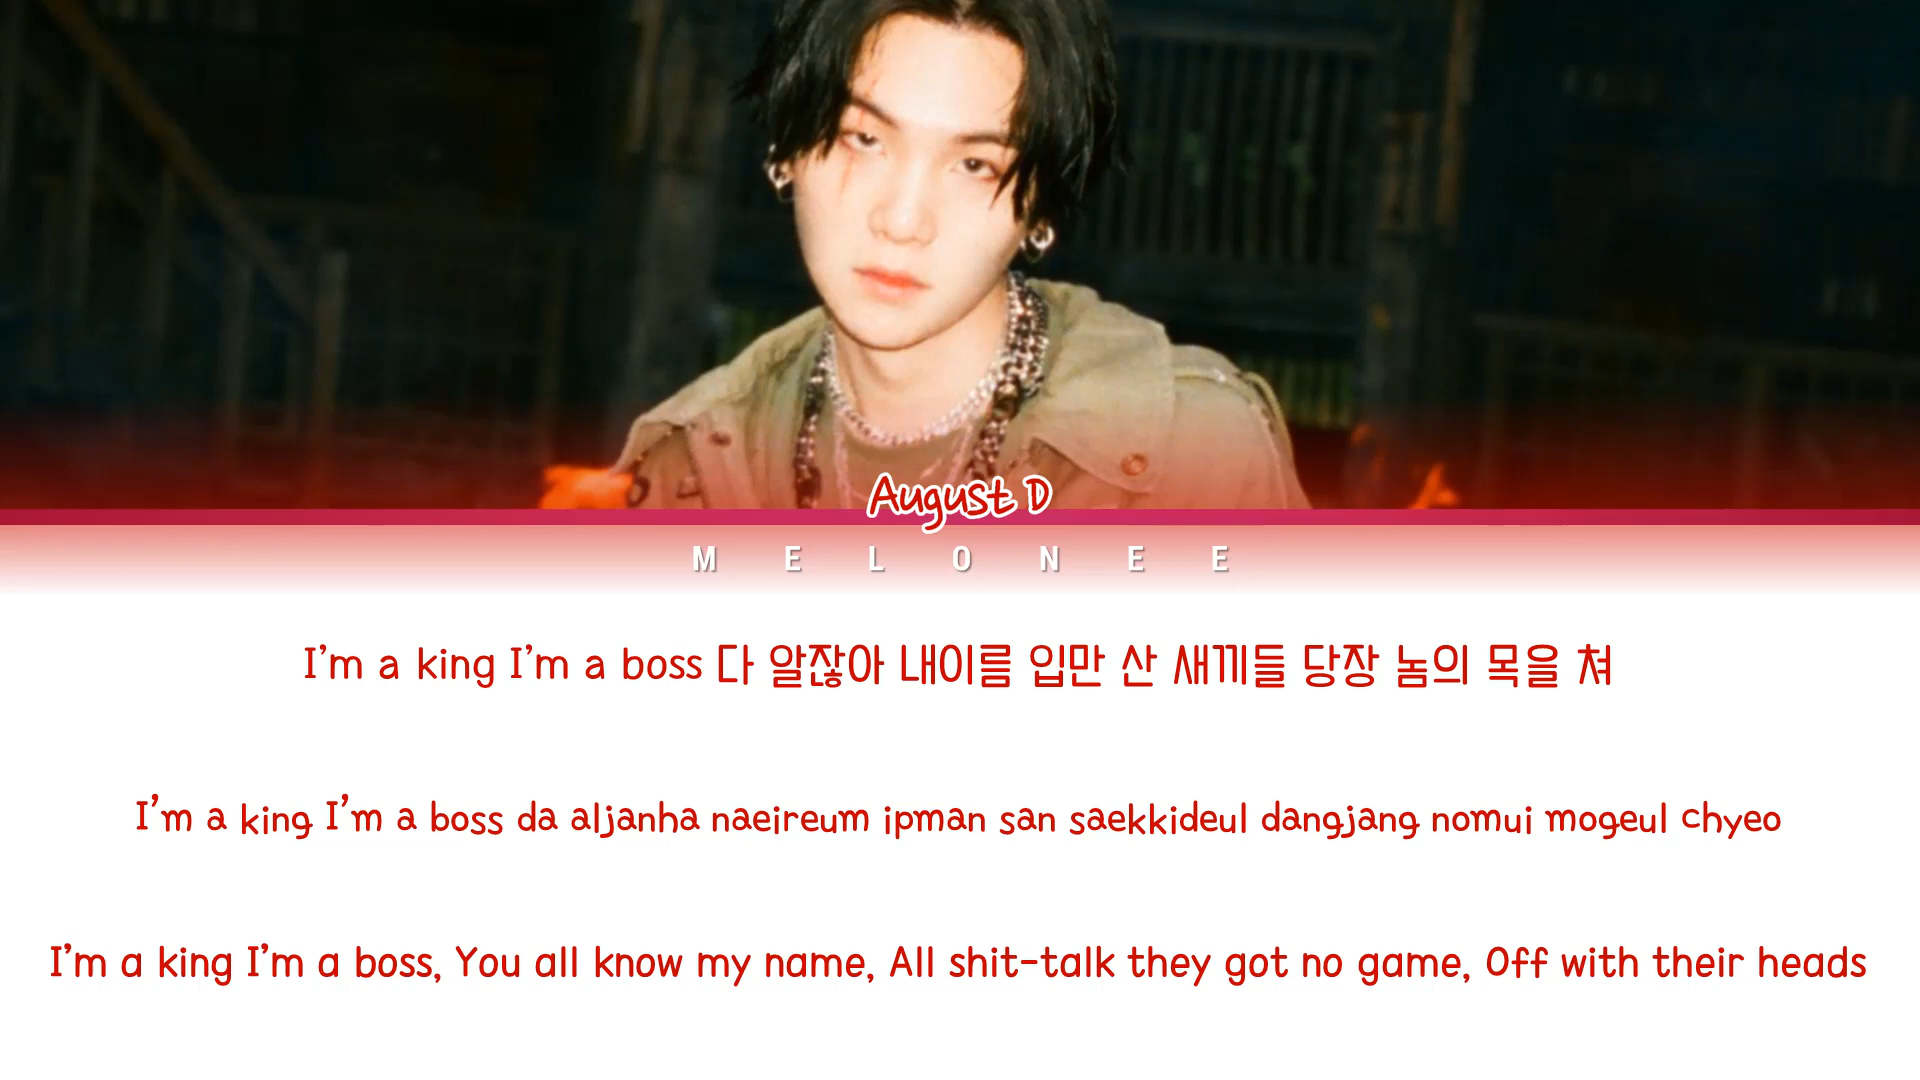 August D
MELONEE
I'm a king I'm a boss 다 알잖아 내이름 입만 산 새끼들 당장 놈의 목을 쳐
I'm a king I'm a boss da aljanha naeireum ipman san saekkideul dangjang nomui mogeul chyeo
I'm a king I'm a boss, You all know my name, All shit-talk they got no game, Off with their heads